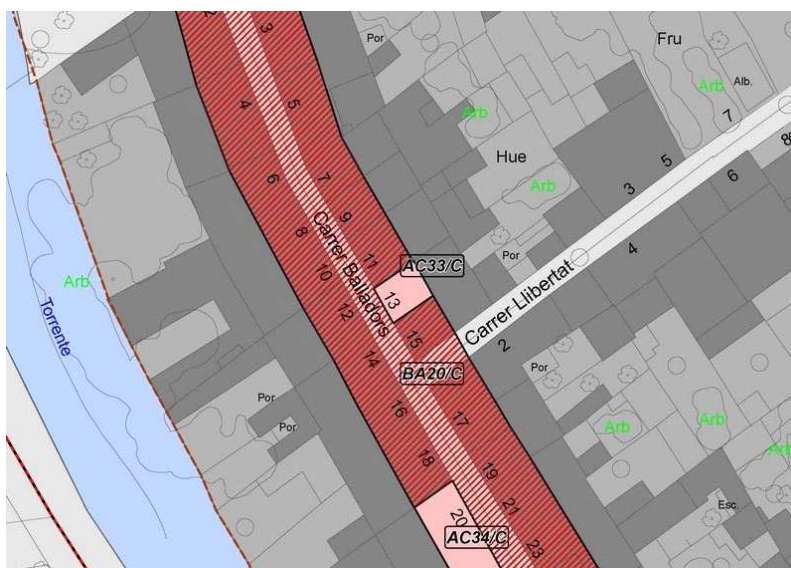 3
Por
Fru
Arb
Alb.
4
5
Arb
7
8
Hue
5
6
7
Arb
3
6
9
Carrer Balladors
8
11
AC33/C
Por
4
Arb
10
13
Carrer Llibertat
Torrente
12
15
2
14
BA20/C
Por
Por
16
17
Arb
Arb
Por
18
19
Arb
20
21
Esc.
AC34/C
23